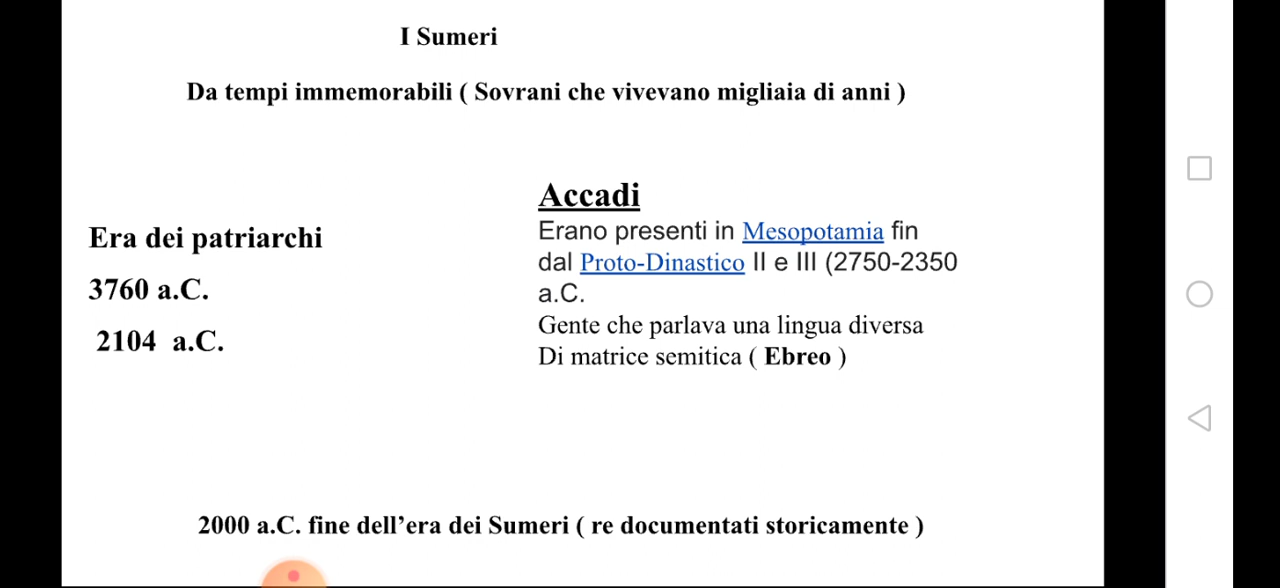 I Sumeri
Da tempi immemorabili ( Sovrani che vivevano migliaia di anni )
Era dei patriarchi
3760 a.C.
2104 a.C.
Accadi
Erano presenti in Mesopotamia fin
dal Proto-Dinastico II e III (2750-2350
a.C.
Gente che parlava una lingua diversa
Di matrice semitica ( Ebreo )
2000 a.C. fine dell’era dei Sumeri ( re documentati storicamente )